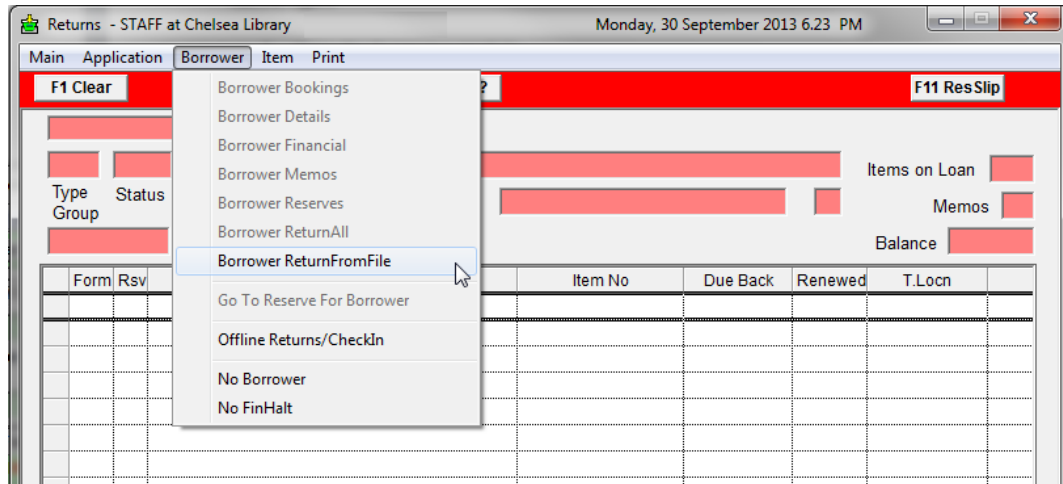 Returns - STAFF at Chelsea Library Monday, 30 September 2013 6.23 PM
Main Application Borrower Item Print
F1 Clear ? F11 ResSlip
Borrower Bookings
Borrower Details
Borrower Financial
Borrower Memos
Borrower Reserves
Borrower ReturnAll
Borrower ReturnFromFile
Go To Reserve For Borrower
Offline Returns/CheckIn
No Borrower
No FinHalt
Items on Loan
Type Status
Group
Memos
Balance
Form Rsv Item No Due Back Renewed T.Locn